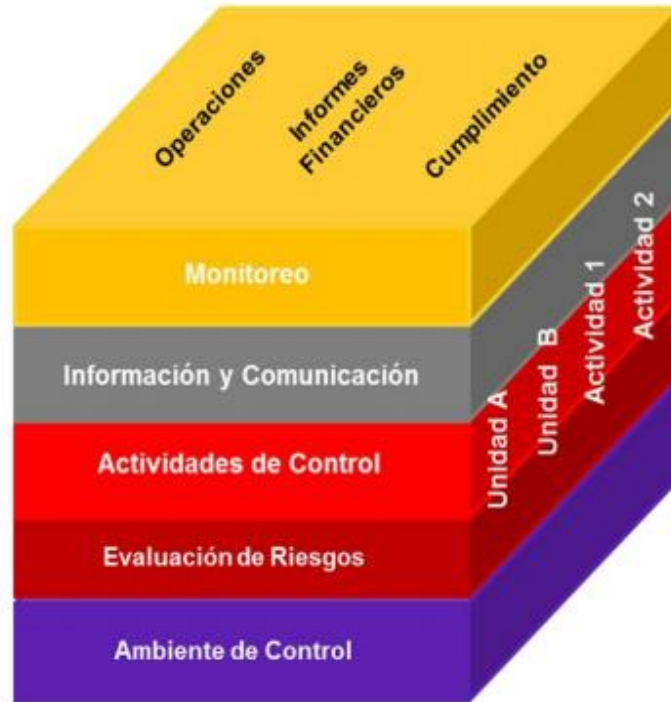 Operaciones
Informes
Financieros
Cumplimiento
Monitoreo
Información y Comunicación
Actividades de Control
Evaluación de Riesgos
Ambiente de Control
Unidad A
Unidad B
Actividad 1
Actividad 2